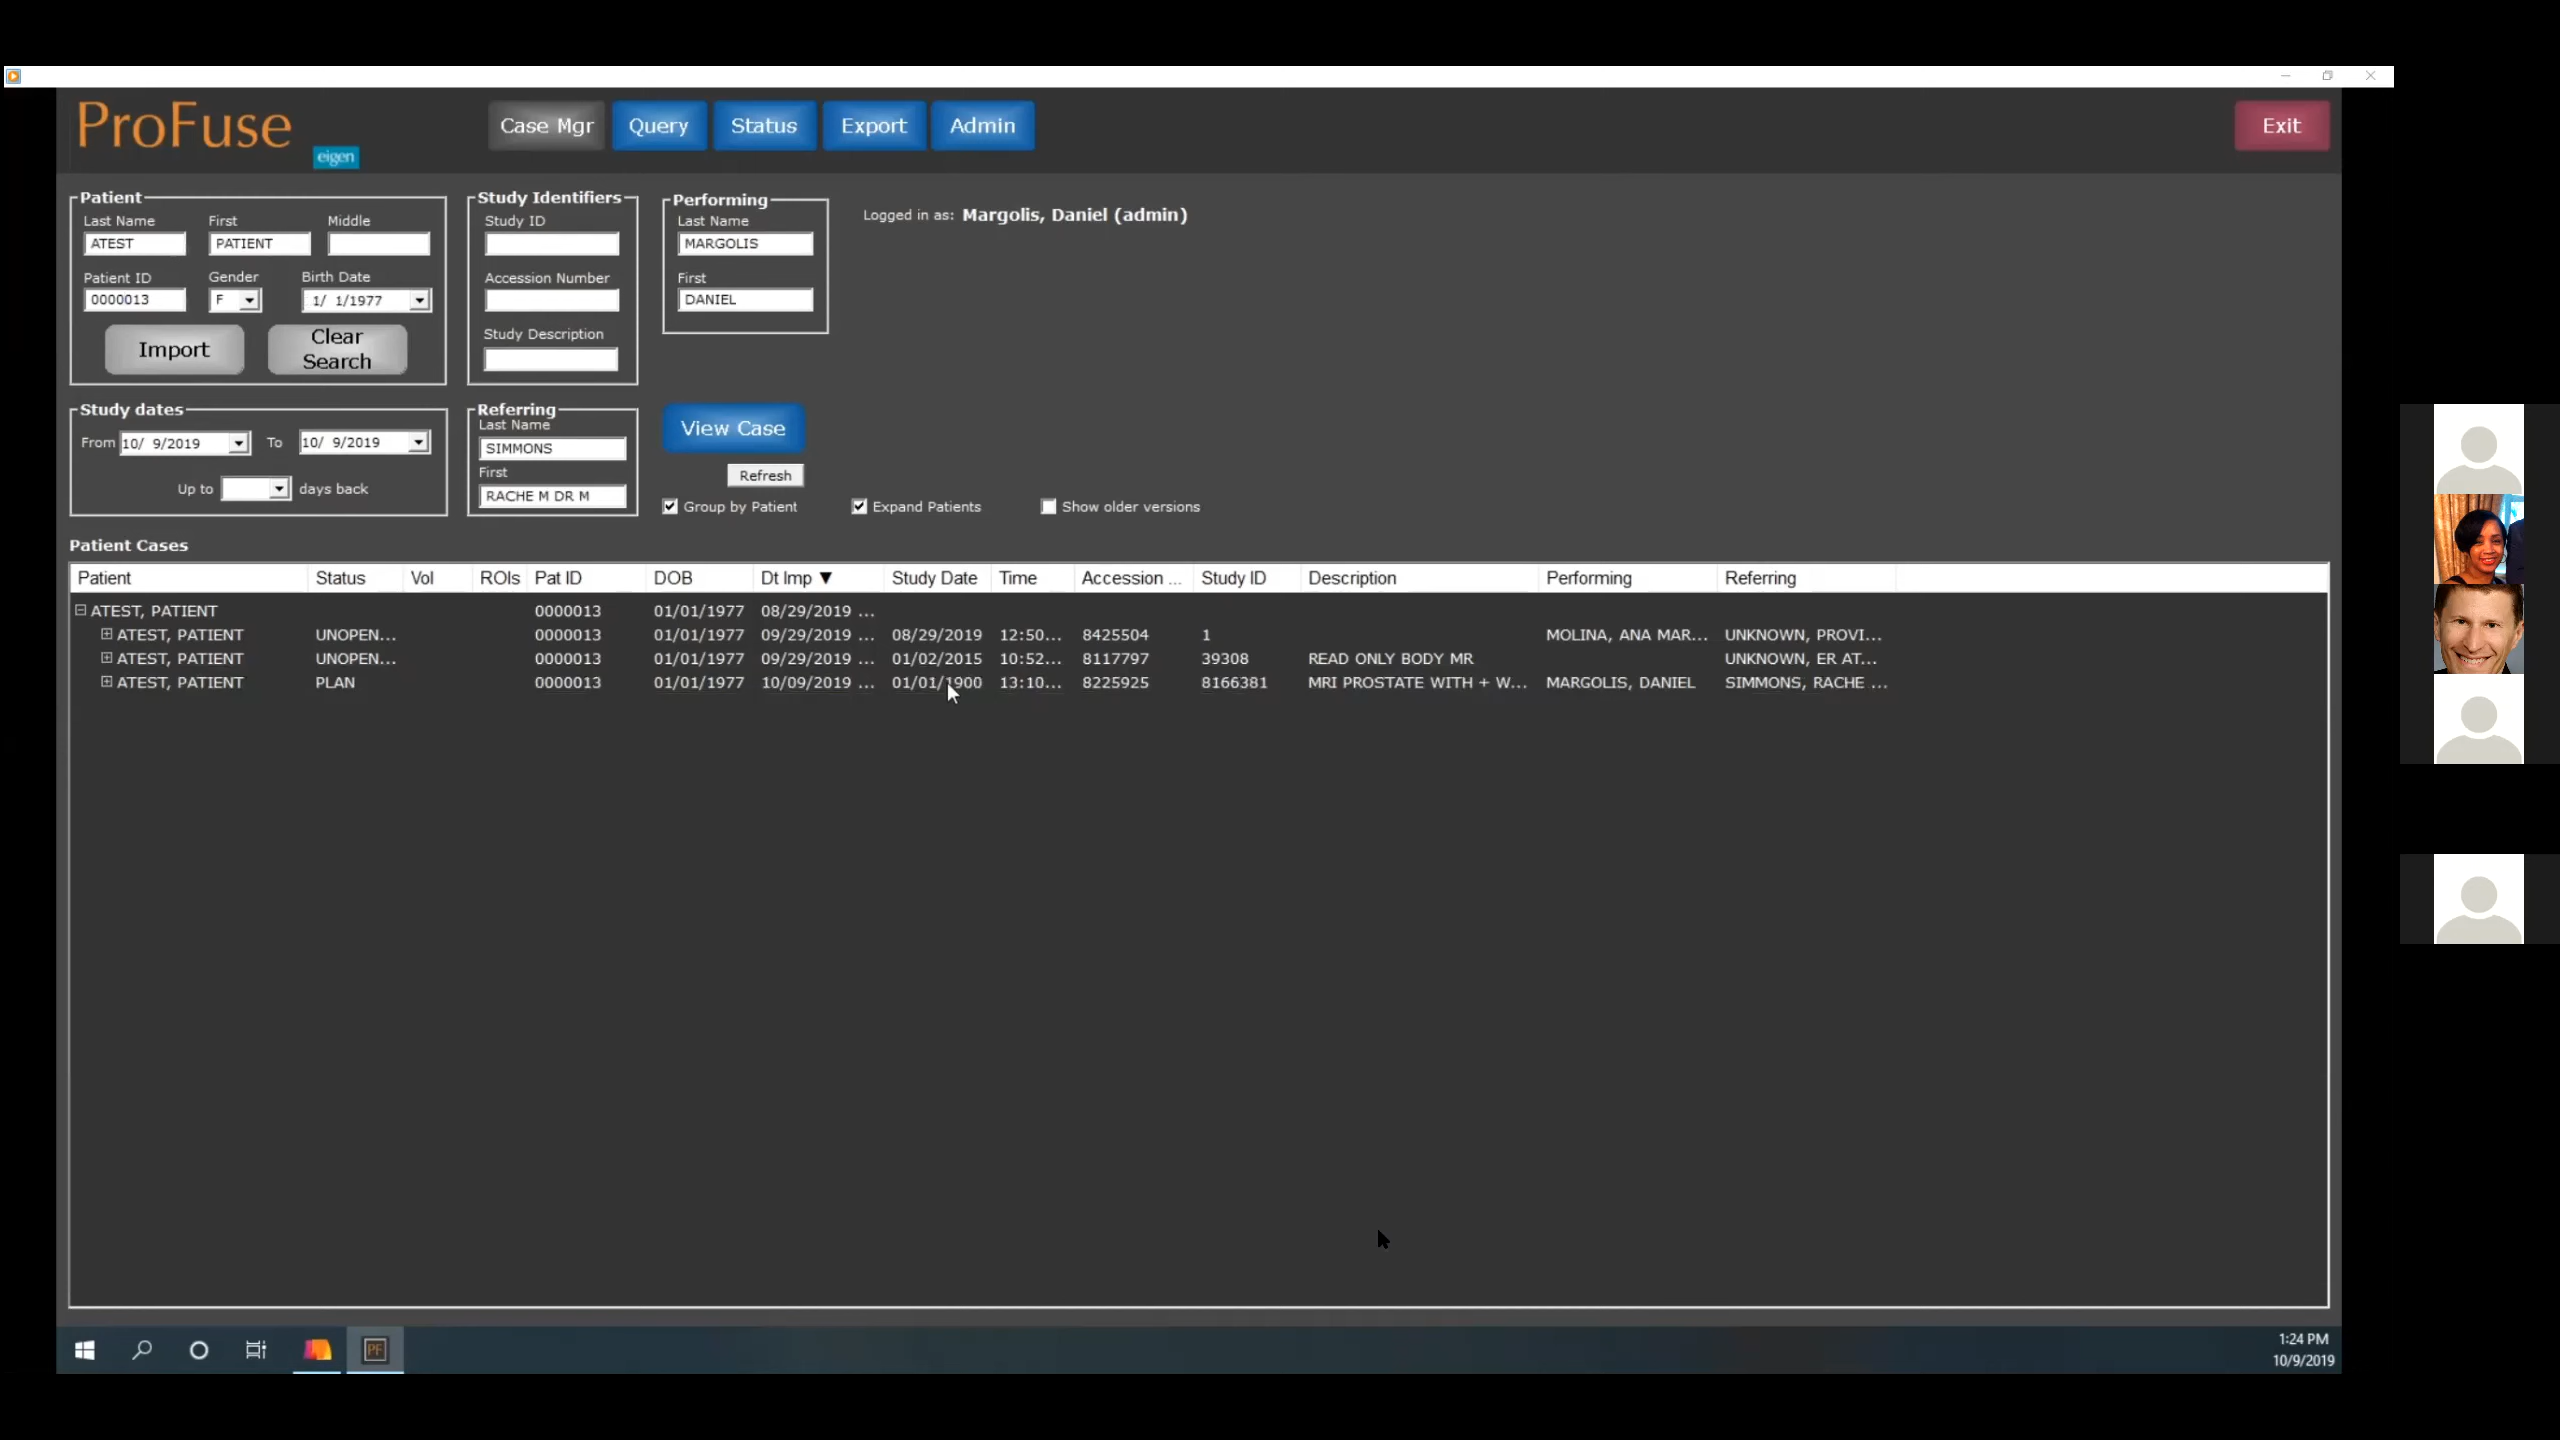 ProFuse
eigen
Case Mgr Query Status Export Admin Exit
Patient
Last Name First Middle
ATEST PATIENT
Patient ID Gender Birth Date
0000013 F 1/ 1/1977
Import Clear Search
Study Identifiers
Study ID
Accession Number
Study Description
Performing
Last Name
MARGOLIS
First
DANIEL
Logged in as: Margolis, Daniel (admin)
Study dates
From 10/ 9/2019 To 10/ 9/2019
Up to days back
Referring
Last Name
SIMMONS
First
RACHE M DR M
View Case
Refresh
Group by Patient Expand Patients Show older versions
Patient Cases
Patient Status Vol ROIs Pat ID DOB Dt Imp ▼ Study Date Time Accession ... Study ID Description Performing Referring
ATEST, PATIENT 0000013 01/01/1977 08/29/2019 ...
ATEST, PATIENT UNOPEN... 0000013 01/01/1977 09/29/2019 ... 08/29/2019 12:50... 8425504 1 MOLINA, ANA MAR... UNKNOWN, PROVI...
ATEST, PATIENT UNOPEN... 0000013 01/01/1977 09/29/2019 ... 01/02/2015 10:52... 8117797 39308 READ ONLY BODY MR UNKNOWN, ER AT...
ATEST, PATIENT PLAN 0000013 01/01/1977 10/09/2019 ... 01/01/1900 13:10... 8225925 8166381 MRI PROSTATE WITH + W... MARGOLIS, DANIEL SIMMONS, RACHE ...
PF
1:24 PM
10/9/2019